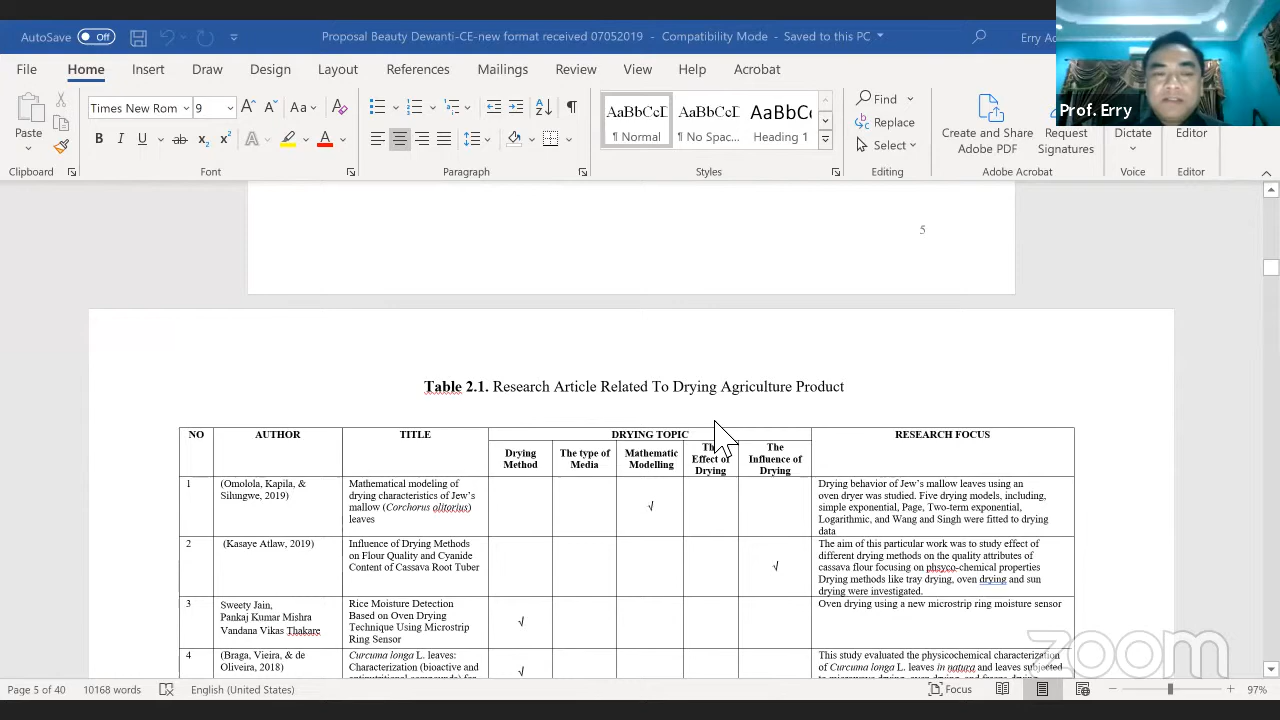 AutoSave Off
Proposal Beauty Dewanti-CE-new format received 07052019 - Compatibility Mode - Saved to this PC
Prof. Erry
File Home Insert Draw Design Layout References Mailings Review View Help Acrobat
Times New Rom 9
Paste
Clipboard
Font
Paragraph
AaBbCcD AaBbCcD AaBbCc
¶ Normal ¶ No Spac... Heading 1
Styles
Find
Replace
Select
Editing
Create and Share
Adobe PDF
Request
Signatures
Adobe Acrobat
Dictate
Voice
Editor
Editor
5
Table 2.1. Research Article Related To Drying Agriculture Product
NO AUTHOR TITLE DRYING TOPIC RESEARCH FOCUS
Drying
Method
The type of
Media
Mathematic
Modelling
Effect of
Drying
The
Influence of
Drying
1
(Omolola, Kapila, &
Silungwe, 2019)
Mathematical modeling of
drying characteristics of Jew's
mallow (Corchorus olitorius)
leaves
√
Drying behavior of Jew's mallow leaves using an
oven dryer was studied. Five drying models, including,
simple exponential, Page, Two-term exponential,
Logarithmic, and Wang and Singh were fitted to drying
data
2
(Kasaye Atlaw, 2019)
Influence of Drying Methods
on Flour Quality and Cyanide
Content of Cassava Root Tuber
√
The aim of this particular work was to study effect of
different drying methods on the quality attributes of
cassava flour focusing on phsyco-chemical properties
Drying methods like tray drying, oven drying and sun
drying were investigated.
3
Sweety Jain,
Pankaj Kumar Mishra
Vandana Vikas Thakare
Rice Moisture Detection
Based on Oven Drying
Technique Using Microstrip
Ring Sensor
√
Oven drying using a new microstrip ring moisture sensor
4
(Braga, Vieira, & de
Oliveira, 2018)
Curcuma longa L. leaves:
Characterization (bioactive and
√
This study evaluated the physicochemical characterization
of Curcuma longa L. leaves in natura and leaves subjected
zoom
Page 5 of 40 10168 words English (United States) Focus 97%